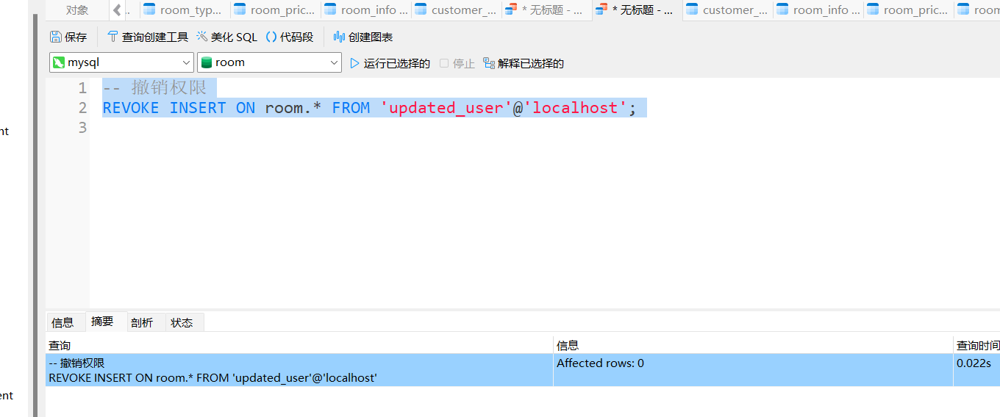 对象
..
room_typ...
room_pric...
room_info ...
customer_...
* 无标题 - ...
* 无标题 - ...
customer_...
room_info ...
room_pric...
room
保存
查询创建工具
美化 SQL
() 代码段
创建图表
mysql
room
运行已选择的
停止
解释已选择的
1 -- 撤销权限
2 REVOKE INSERT ON room.* FROM 'updated_user'@'localhost';
3
nt
信息
摘要
剖析
状态
查询
信息
查询时间
-- 撤销权限
REVOKE INSERT ON room.* FROM 'updated_user'@'localhost'
Affected rows: 0
0.022s
ent